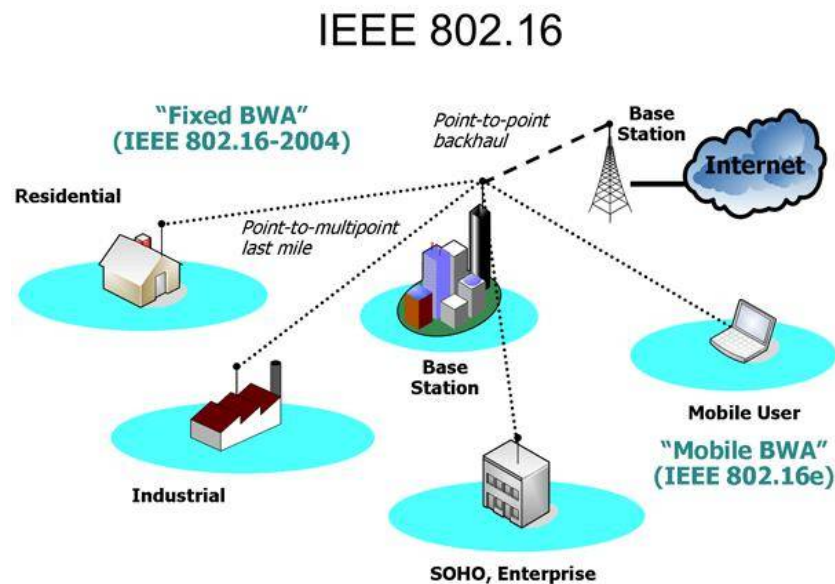 IEEE 802.16
“Fixed BWA”
(IEEE 802.16-2004)
Point-to-point
backhaul
Base
Station
Internet
Residential
Point-to-multipoint
last mile
Base
Station
Mobile User
Industrial
“Mobile BWA”
(IEEE 802.16e)
SOHO, Enterprise